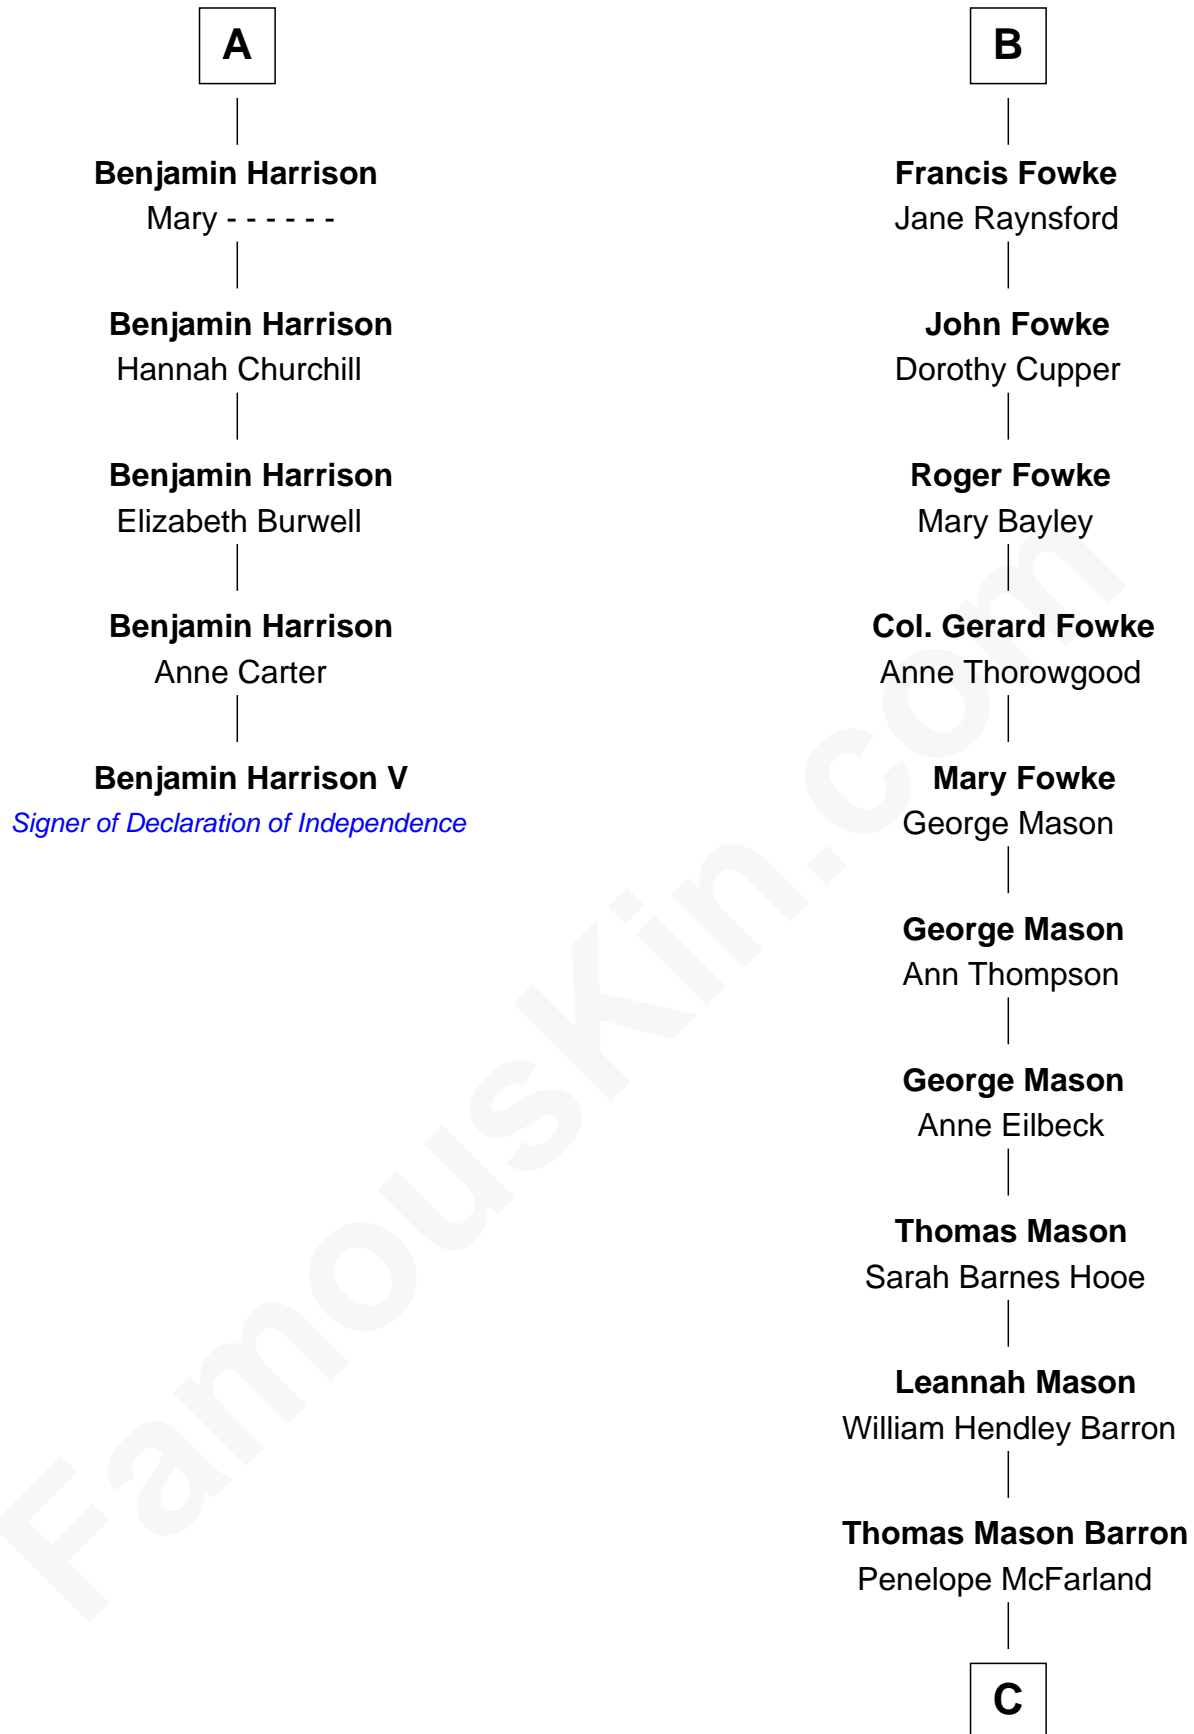 A
Benjamin Harrison
Mary - - - - - -
Benjamin Harrison
Hannah Churchill
Benjamin Harrison
Elizabeth Burwell
Benjamin Harrison
Anne Carter
Benjamin Harrison V
Signer of Declaration of Independence
B
Francis Fowke
Jane Raynsford
John Fowke
Dorothy Cupper
Roger Fowke
Mary Bayley
Col. Gerard Fowke
Anne Thorowgood
Mary Fowke
George Mason
George Mason
Ann Thompson
George Mason
Anne Eilbeck
Thomas Mason
Sarah Barnes Hooe
Leannah Mason
William Hendley Barron
Thomas Mason Barron
Penelope McFarland
C
FamousKin.com